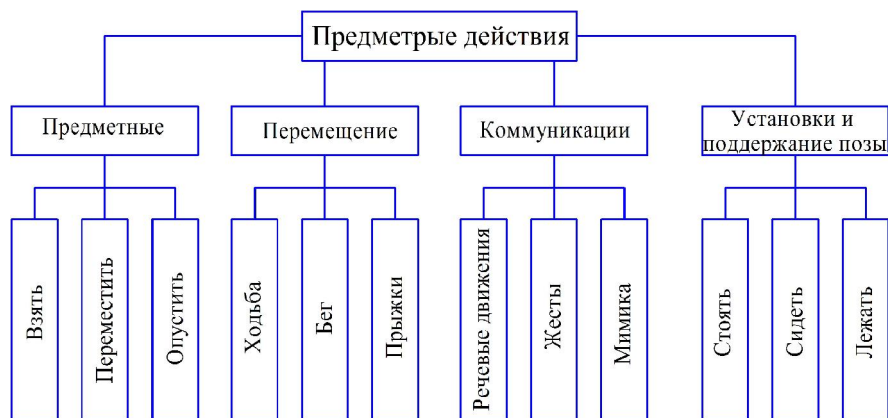 Предметрые действия
Предметные
Перемещение
Коммуникации
Установки и
поддержание позы
Взять
Переместить
Опустить
Ходьба
Бег
Прыжки
Речевые движения
Жесты
Мимика
Стоять
Сидеть
Лежать